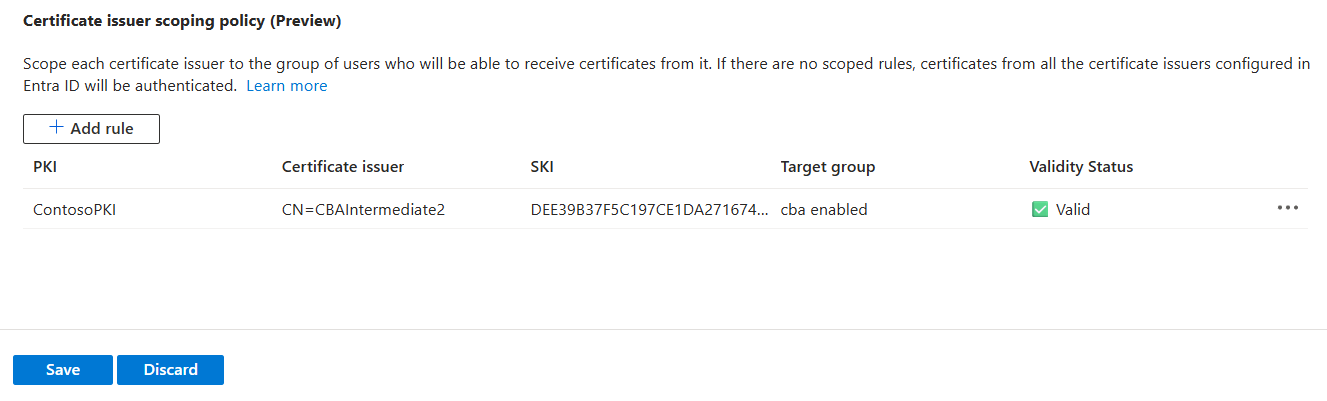 Certificate issuer scoping policy (Preview)
Scope each certificate issuer to the group of users who will be able to receive certificates from it. If there are no scoped rules, certificates from all the certificate issuers configured in
Entra ID will be authenticated. Learn more
+ Add rule
PKI Certificate issuer SKI Target group Validity Status
ContosoPKI CN=CBAIntermediate2 DEE39B37F5C197CE1DA271674... cba enabled Valid ...
Save Discard